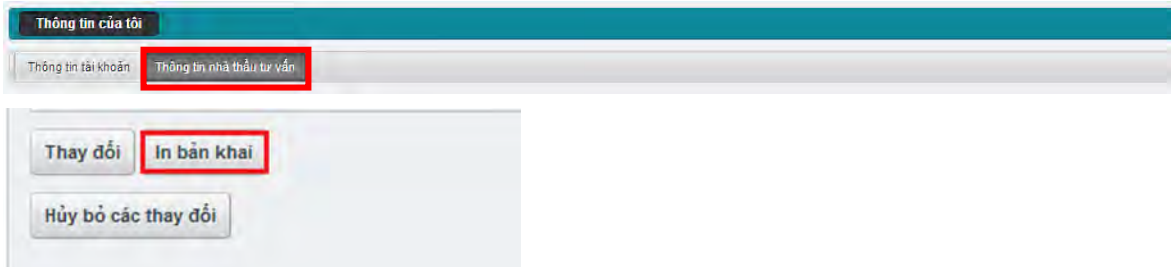 Thông tin của tôi
Thông tin tài khoản Thông tin nhà thầu tư vấn
Thay đổi In bản khai
Hủy bỏ các thay đổi